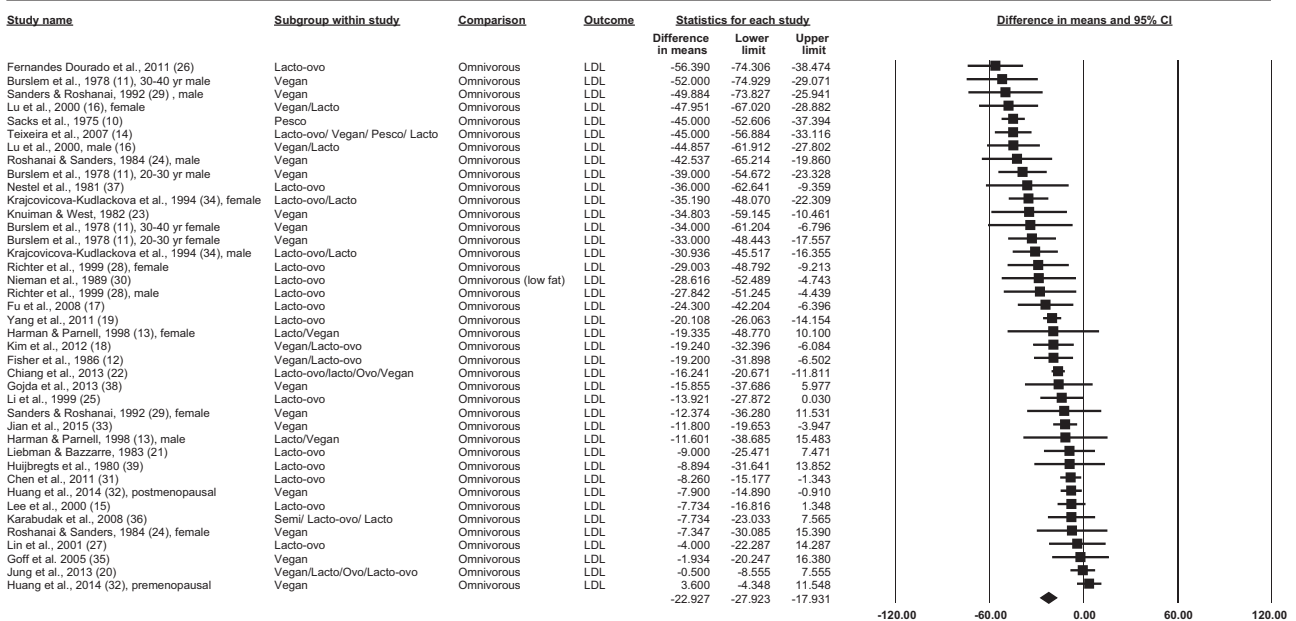 Study name Subgroup within study Comparison Outcome Statistics for each study Difference in means and 95% CI
Difference in means Lower limit Upper limit
Fernandes Dourado et al., 2011 (26) Lacto-ovo Omnivorous LDL -56.390 -74.306 -38.474
Burslem et al., 1978 (11), 30-40 yr male Vegan Omnivorous LDL -52.000 -74.929 -29.071
Sanders & Roshanai, 1992 (29) , male Vegan Omnivorous LDL -49.884 -73.827 -25.941
Lu et al., 2000 (16), female Vegan/Lacto Omnivorous LDL -47.951 -67.020 -28.882
Sacks et al., 1975 (10) Pesco Omnivorous LDL -45.000 -52.606 -37.394
Teixeira et al., 2007 (14) Lacto-ovo/ Vegan/ Pesco/ Lacto Omnivorous LDL -45.000 -56.884 -33.116
Lu et al., 2000, male (16) Vegan/Lacto Omnivorous LDL -44.857 -61.912 -27.802
Roshanai & Sanders, 1984 (24), male Vegan Omnivorous LDL -42.537 -65.214 -19.860
Burslem et al., 1978 (11), 20-30 yr male Vegan Omnivorous LDL -39.000 -54.672 -23.328
Nestel et al., 1981 (37) Lacto-ovo Omnivorous LDL -36.000 -62.641 -9.359
Krajcovicova-Kudlackova et al., 1994 (34), female Lacto-ovo/Lacto Omnivorous LDL -35.190 -48.070 -22.309
Knuiman & West, 1982 (23) Vegan Omnivorous LDL -34.803 -59.145 -10.461
Burslem et al., 1978 (11), 30-40 yr female Vegan Omnivorous LDL -34.000 -61.204 -6.796
Burslem et al., 1978 (11), 20-30 yr female Vegan Omnivorous LDL -33.000 -48.443 -17.557
Krajcovicova-Kudlackova et al., 1994 (34), male Lacto-ovo/Lacto Omnivorous LDL -30.936 -45.517 -16.355
Richter et al., 1999 (28), female Lacto-ovo Omnivorous LDL -29.003 -48.792 -9.213
Nieman et al., 1989 (30) Lacto-ovo Omnivorous (low fat) LDL -28.616 -52.489 -4.743
Richter et al., 1999 (28), male Lacto-ovo Omnivorous LDL -27.842 -51.245 -4.439
Fu et al., 2008 (17) Lacto-ovo Omnivorous LDL -24.300 -42.204 -6.396
Yang et al., 2011 (19) Lacto-ovo Omnivorous LDL -20.108 -26.063 -14.154
Harman & Parnell, 1998 (13), female Lacto/Vegan Omnivorous LDL -19.335 -48.770 10.100
Kim et al., 2012 (18) Vegan/Lacto-ovo Omnivorous LDL -19.240 -32.396 -6.084
Fisher et al., 1986 (12) Vegan/Lacto-ovo Omnivorous LDL -19.200 -31.898 -6.502
Chiang et al., 2013 (22) Lacto-ovo/lacto/Ovo/Vegan Omnivorous LDL -16.241 -20.671 -11.811
Gojda et al., 2013 (38) Vegan Omnivorous LDL -15.855 -37.686 5.977
Li et al., 1999 (25) Lacto-ovo Omnivorous LDL -13.921 -27.872 0.030
Sanders & Roshanai, 1992 (29), female Vegan Omnivorous LDL -12.374 -36.280 11.531
Jian et al., 2015 (33) Vegan Omnivorous LDL -11.800 -19.653 -3.947
Harman & Parnell, 1998 (13), male Lacto/Vegan Omnivorous LDL -11.601 -38.685 15.483
Liebman & Bazzarre, 1983 (21) Lacto-ovo Omnivorous LDL -9.000 -25.471 7.471
Huijbregts et al., 1980 (39) Lacto-ovo Omnivorous LDL -8.894 -31.641 13.852
Chen et al., 2011 (31) Lacto-ovo Omnivorous LDL -8.260 -15.177 -1.343
Huang et al., 2014 (32), postmenopausal Vegan Omnivorous LDL -7.900 -14.890 -0.910
Lee et al., 2000 (15) Lacto-ovo Omnivorous LDL -7.734 -16.816 1.348
Karabudak et al., 2008 (36) Semi/ Lacto-ovo/ Lacto Omnivorous LDL -7.734 -23.033 7.565
Roshanai & Sanders, 1984 (24), female Vegan Omnivorous LDL -7.347 -30.085 15.390
Lin et al., 2001 (27) Lacto-ovo Omnivorous LDL -4.000 -22.287 14.287
Goff et al. 2005 (35) Vegan Omnivorous LDL -1.934 -20.247 16.380
Jung et al., 2013 (20) Vegan/Lacto/Ovo/Lacto-ovo Omnivorous LDL -0.500 -8.555 7.555
Huang et al., 2014 (32), premenopausal Vegan Omnivorous LDL 3.600 -4.348 11.548
-22.927 -27.923 -17.931
-120.00 -60.00 0.00 60.00 120.00